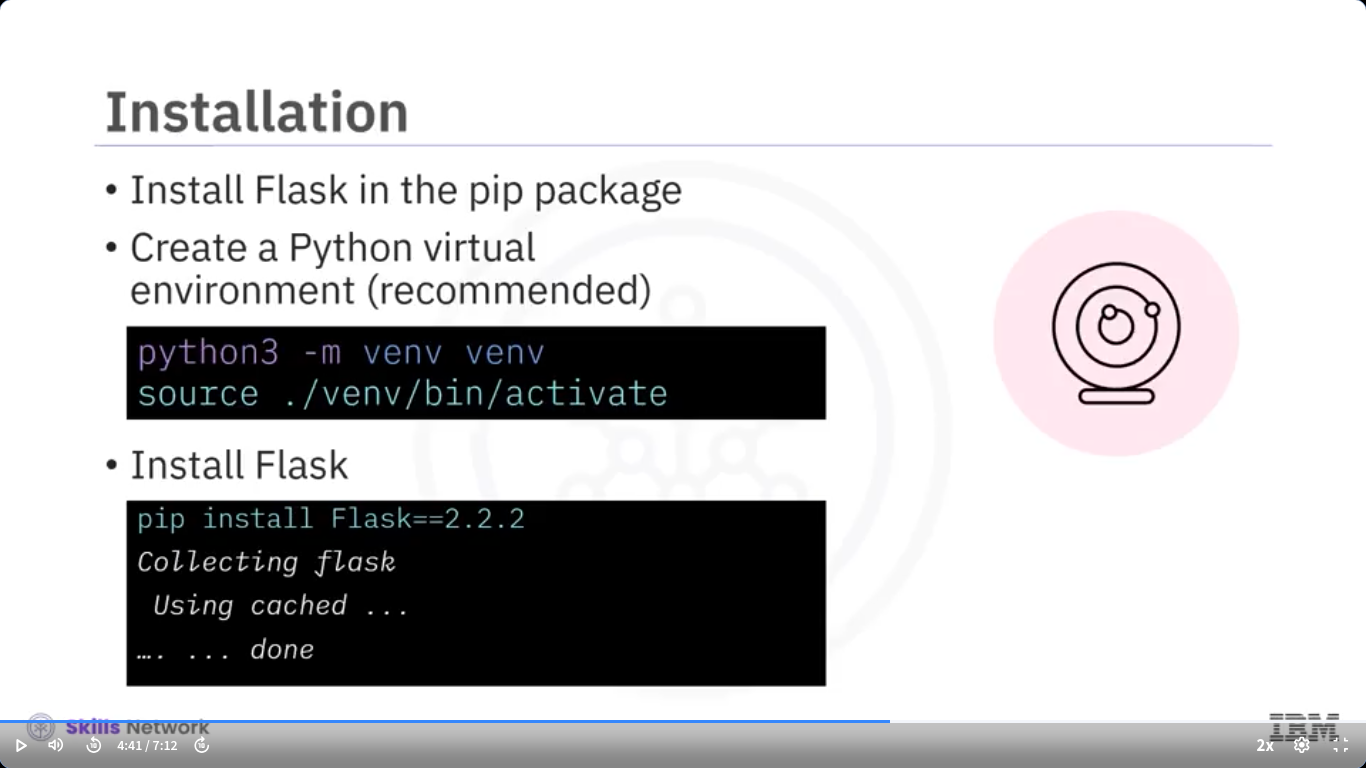 Installation
• Install Flask in the pip package
• Create a Python virtual
environment (recommended)
python3 -m venv venv
source ./venv/bin/activate
• Install Flask
pip install Flask==2.2.2
Collecting flask
Using cached ...
…. ... done
Skills Network
IBM
4:41 / 7:12
2x